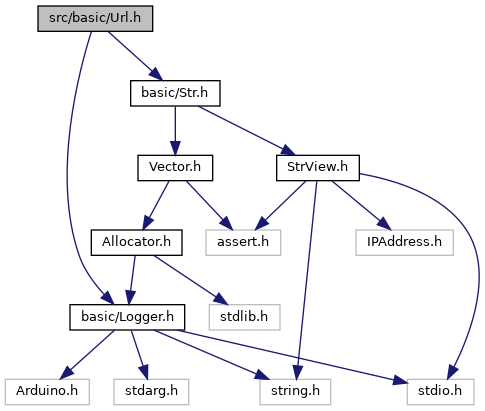 src/basic/Url.h
basic/Str.h
Vector.h
StrView.h
Allocator.h
assert.h
IPAddress.h
basic/Logger.h
stdlib.h
Arduino.h
stdarg.h
string.h
stdio.h